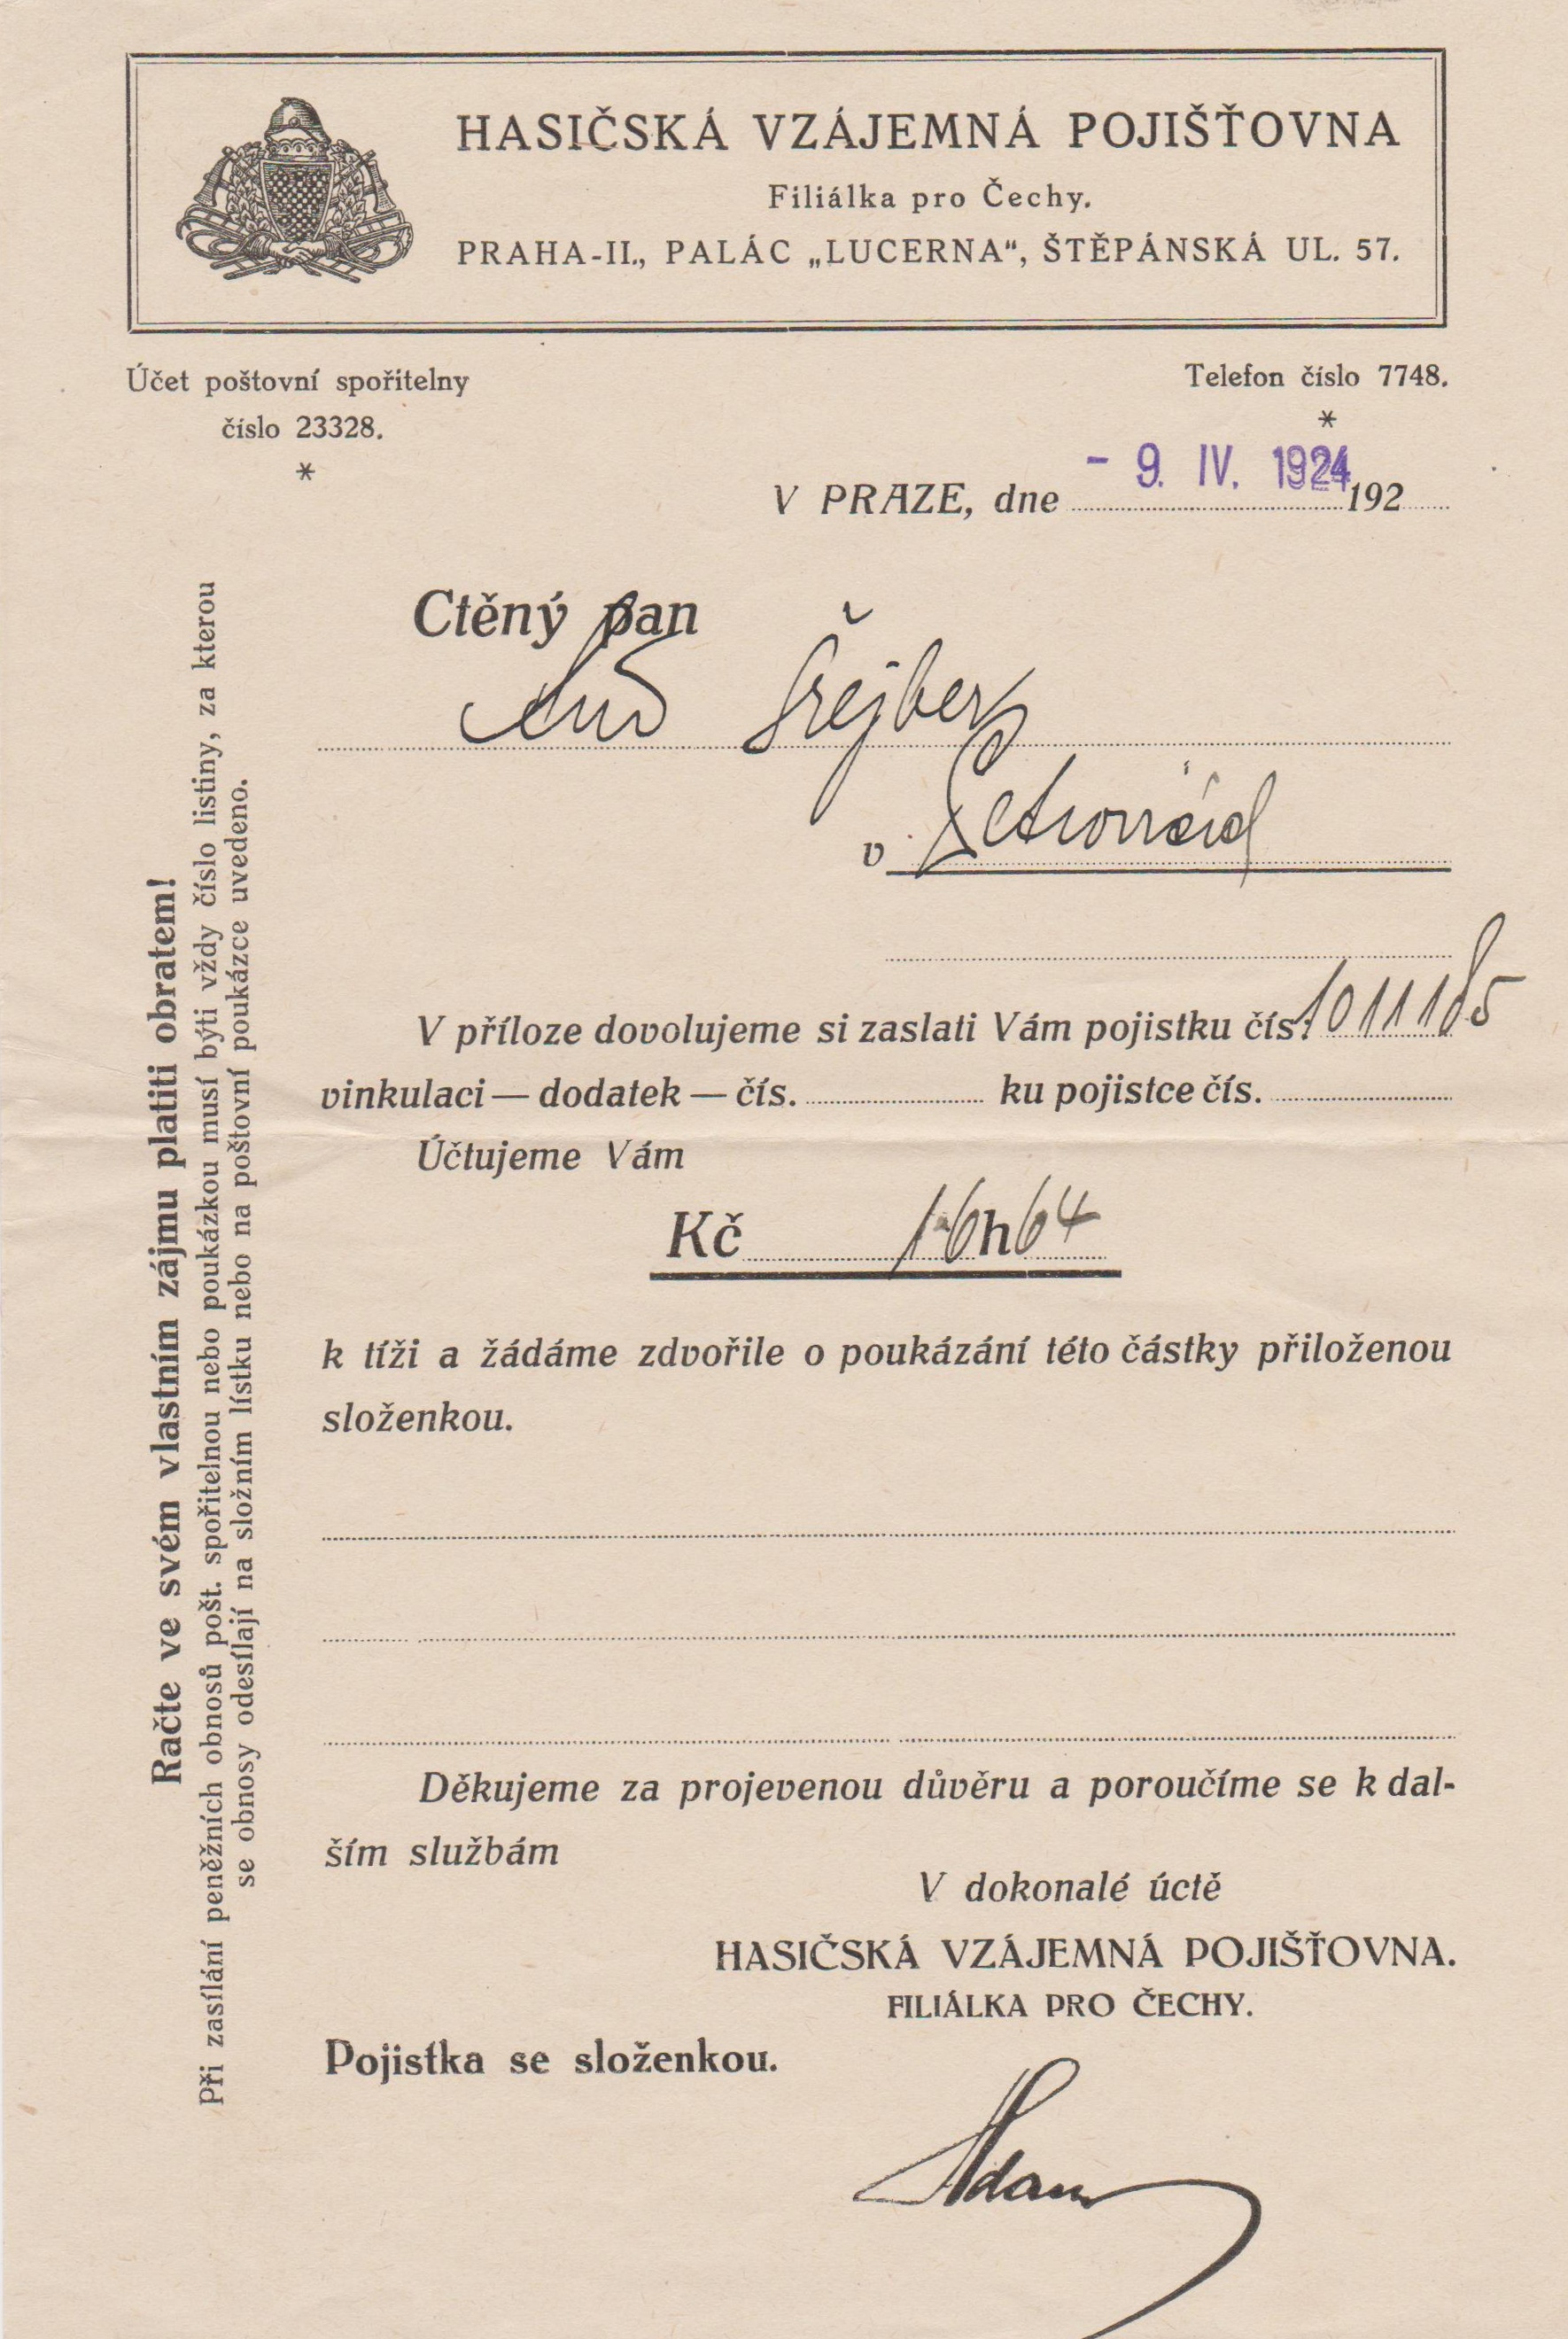 HASIČSKÁ VZÁJEMNÁ POJIŠŤOVNA
Filiálka pro Čechy.
PRAHA-II., PALÁC „LUCERNA“, ŠTĚPÁNSKÁ UL. 57.
Účet poštovní spořitelny
číslo 23328.
*
Telefon číslo 7748.
*
V PRAZE, dne - 9. IV. 1924 192
Ctěný pan
v
V příloze dovolujeme si zaslati Vám pojistku čís. 1011185
vinkulaci — dodatek — čís. ku pojistce čís.
Účtujeme Vám
Kč 16 h 64
k tíži a žádáme zdvořile o poukázání této částky přiloženou
složenkou.
Děkujeme za projevenou důvěru a poroučíme se k dal-
ším službám
V dokonalé úctě
HASIČSKÁ VZÁJEMNÁ POJIŠŤOVNA.
FILIÁLKA PRO ČECHY.
Pojistka se složenkou.
Adam
Račte ve svém vlastním zájmu platiti obratem!
Při zasílání peněžních obnosů pošt. spořitelnou nebo poukázkou musí býti vždy číslo listiny, za kterou
se obnosy odesílají na složním lístku nebo na poštovní poukázce uvedeno.